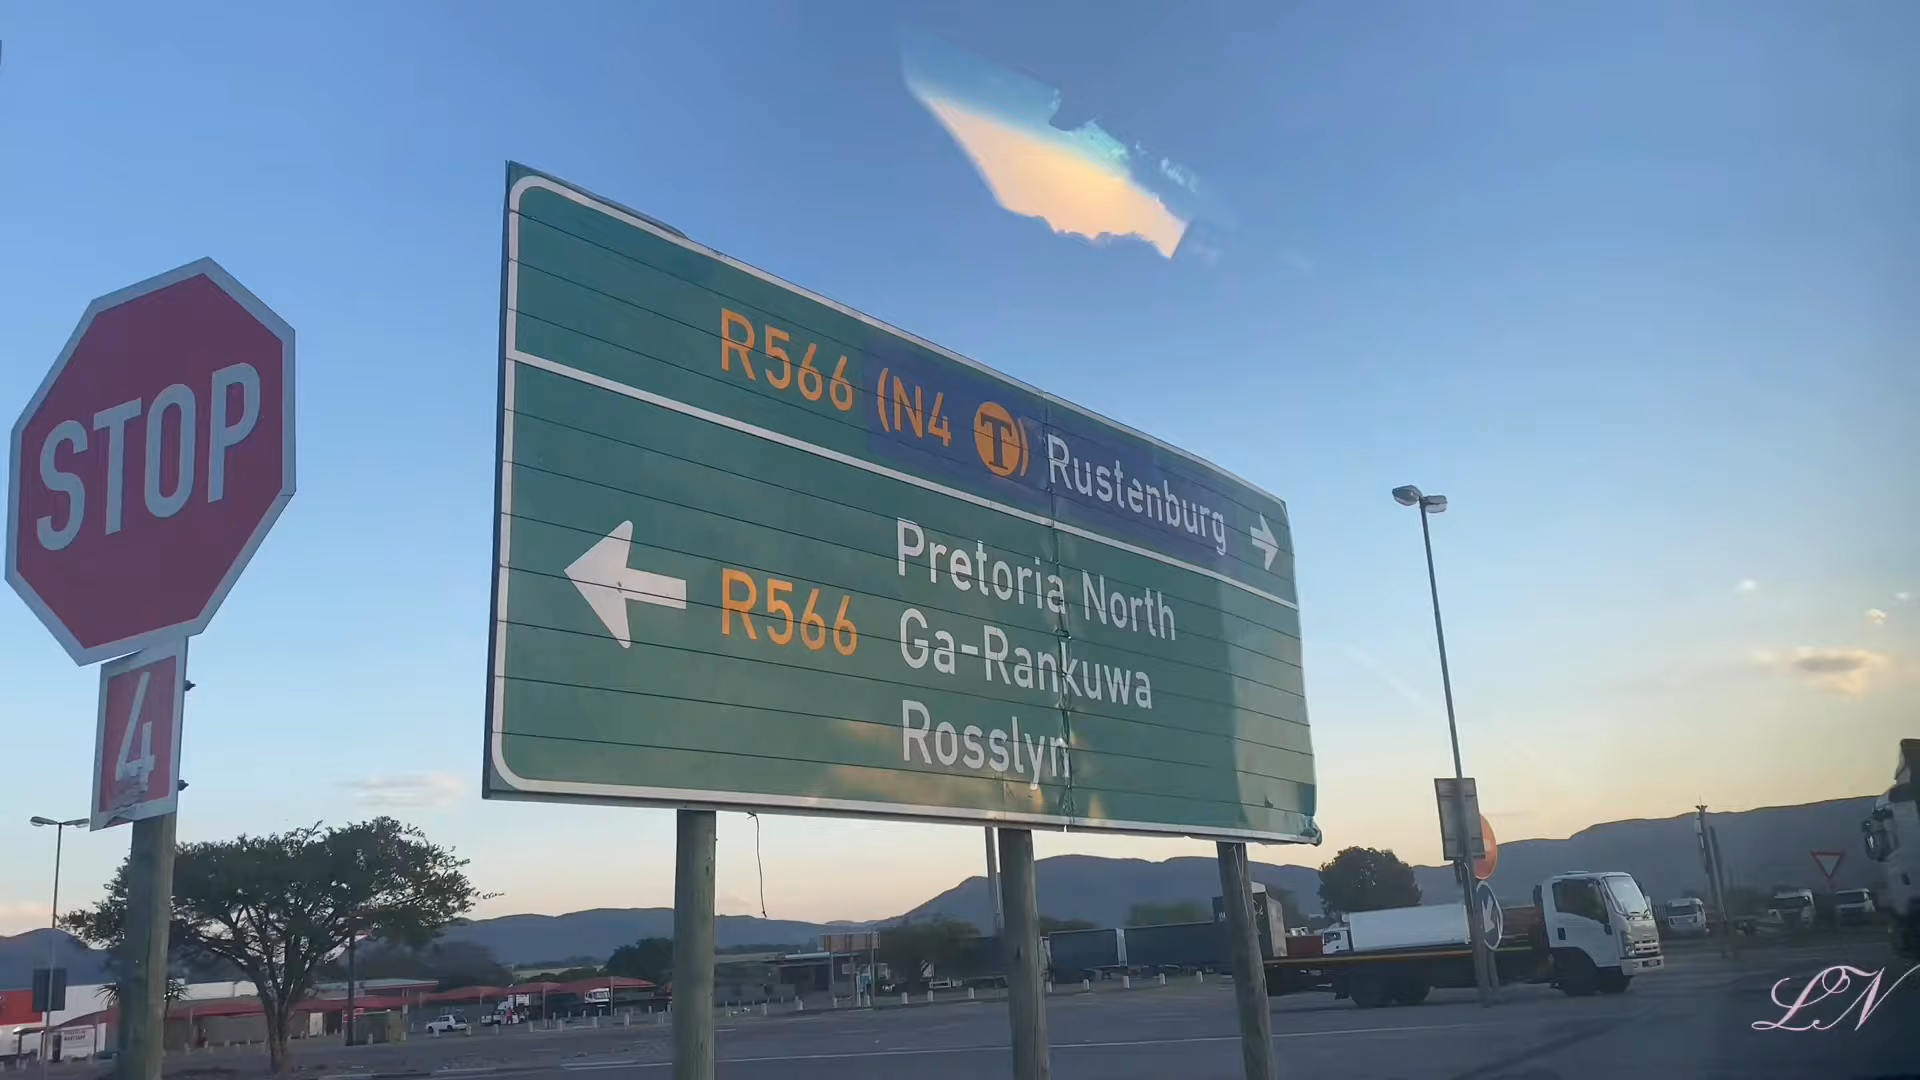 STOP
4
R566 (N4 T) Rustenburg
R566 Pretoria North
Ga-Rankuwa
Rosslyn
LN